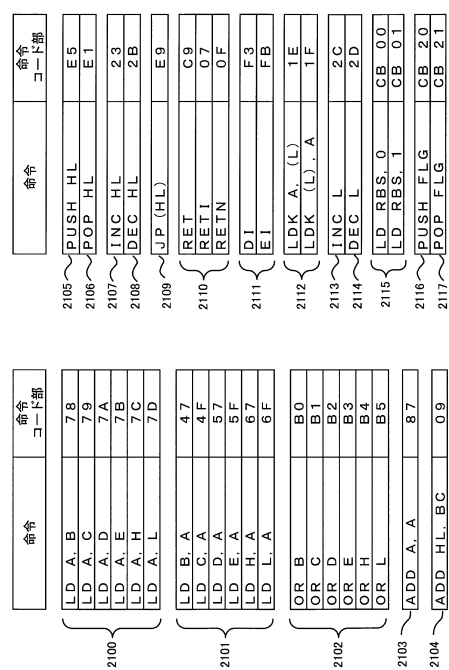 命令 命令コード部
2100
LD A, B 78
LD A, C 79
LD A, D 7A
LD A, E 7B
LD A, H 7C
LD A, L 7D
2101
LD B, A 47
LD C, A 4F
LD D, A 57
LD E, A 5F
LD H, A 67
LD L, A 6F
2102
OR B B0
OR C B1
OR D B2
OR E B3
OR H B4
OR L B5
2103 ADD A, A 87
2104 ADD HL, BC 09
命令 命令コード部
2105 PUSH HL E5
2106 POP HL E1
2107 INC HL 23
2108 DEC HL 2B
2109 JP (HL) E9
2110
RET C9
RETI 07
RETN 0F
2111
DI F3
EI FB
2112
LDK A, (L) 1E
LDK (L), A 1F
2113 INC L 2C
2114 DEC L 2D
2115
LD RBS, 0 CB 00
LD RBS, 1 CB 01
2116 PUSH FLG CB 20
2117 POP FLG CB 21